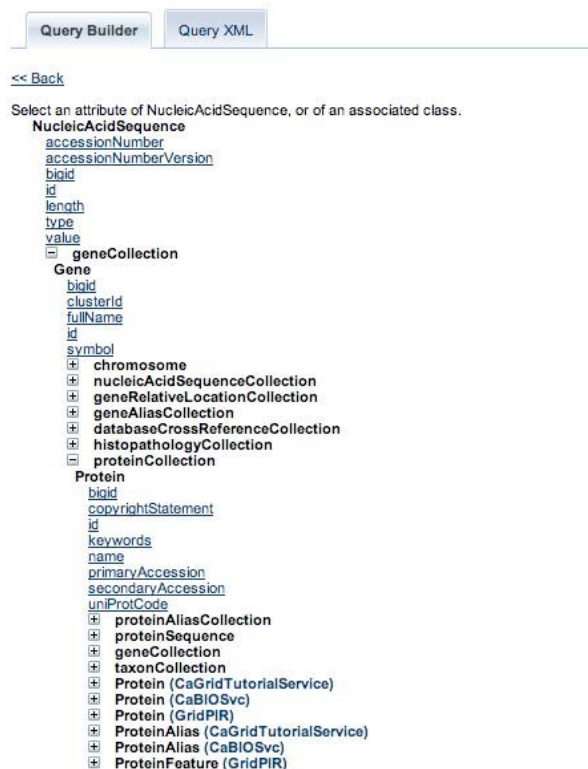 Query Builder
Query XML
<< Back
Select an attribute of NucleicAcidSequence, or of an associated class.
NucleicAcidSequence
accessionNumber
accessionNumberVersion
bigid
id
length
type
value
geneCollection
Gene
bigid
clusterId
fullName
id
symbol
chromosome
nucleicAcidSequenceCollection
geneRelativeLocationCollection
geneAliasCollection
databaseCrossReferenceCollection
histopathologyCollection
proteinCollection
Protein
bigid
copyrightStatement
id
keywords
name
primaryAccession
secondaryAccession
uniProtCode
proteinAliasCollection
proteinSequence
geneCollection
taxonCollection
Protein (CaGridTutorialService)
Protein (CaBIOSvc)
Protein (GridPIR)
ProteinAlias (CaGridTutorialService)
ProteinAlias (CaBIOSvc)
ProteinFeature (GridPIR)